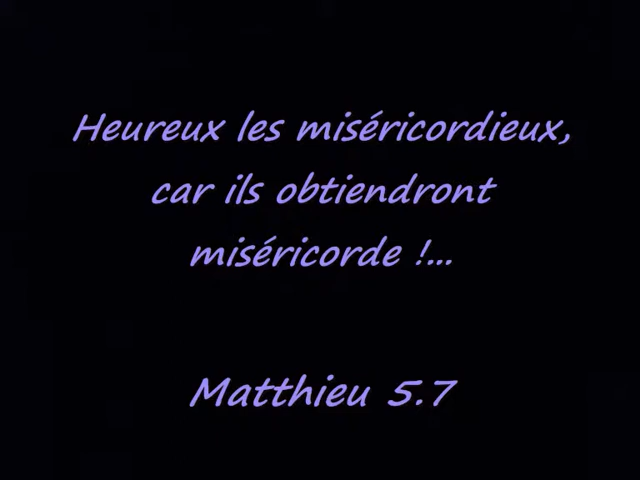 Heureux les miséricordieux,
car ils obtiendront
miséricorde !...
Matthieu 5.7